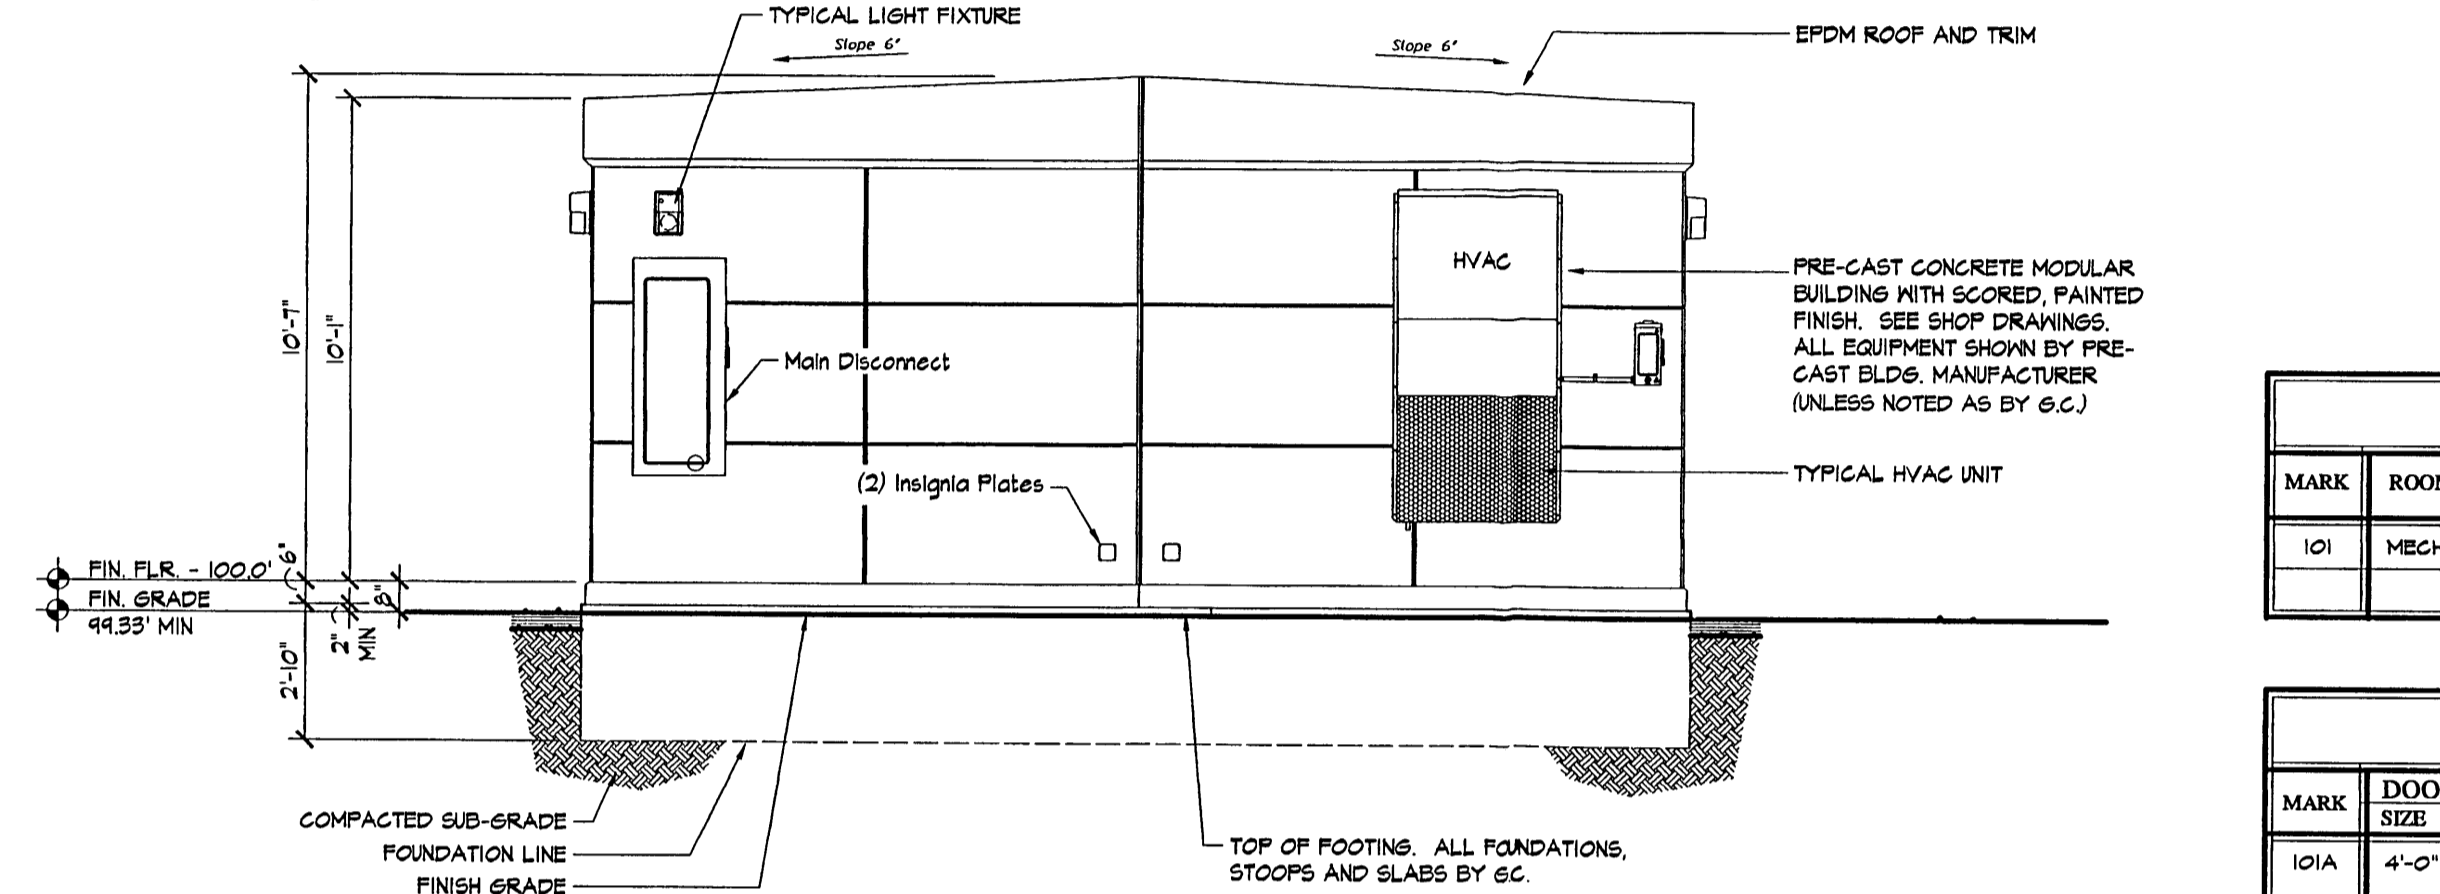 TYPICAL LIGHT FIXTURE
Slope 6"
Slope 6"
EPDM ROOF AND TRIM
10'-7"
10'-1"
HVAC
Main Disconnect
PRE-CAST CONCRETE MODULAR
BUILDING WITH SCORED, PAINTED
FINISH. SEE SHOP DRAWINGS.
ALL EQUIPMENT SHOWN BY PRE-
CAST BLDG. MANUFACTURER
(UNLESS NOTED AS BY G.C.)
(2) Insignia Plates
TYPICAL HVAC UNIT
FIN. FLR. - 100.0'
6"
FIN. GRADE
99.33' MIN
8"
2"
MIN
2'-10"
COMPACTED SUB-GRADE
FOUNDATION LINE
FINISH GRADE
TOP OF FOOTING. ALL FOUNDATIONS,
STOOPS AND SLABS BY G.C.
MARK
101
MARK
SIZE
101A 4'-0"